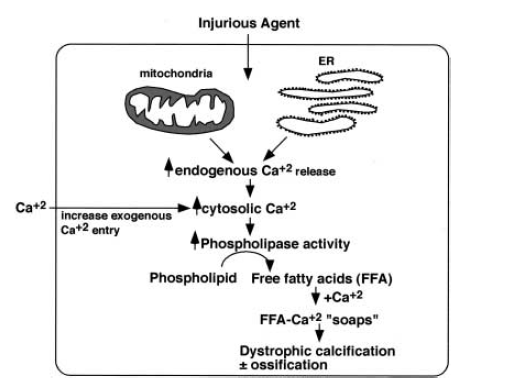 Injurious Agent
ER
mitochondria
endogenous Ca+2 release
Ca+2
cytosolic Ca+2
increase exogenous
Ca+2 entry
Phospholipase activity
Phospholipid Free fatty acids (FFA)
+Ca+2
FFA-Ca+2 "soaps"
Dystrophic calcification
± ossification